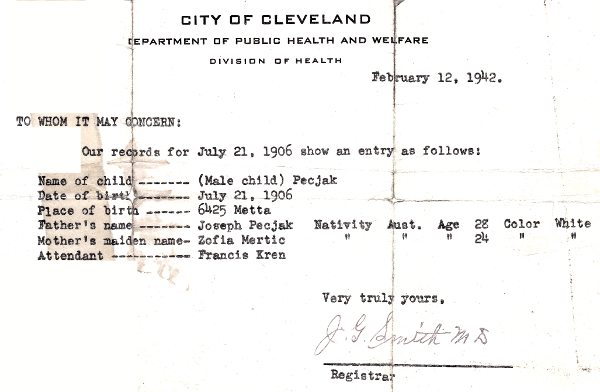 CITY OF CLEVELAND
DEPARTMENT OF PUBLIC HEALTH AND WELFARE
DIVISION OF HEALTH
February 12, 1942.
TO WHOM IT MAY CONCERN:
Our records for July 21, 1906 show an entry as follows:
Name of child ------- (Male child) Pecjak
Date of birth ------- July 21, 1906
Place of birth ------ 6425 Metta
Father's name ------- Joseph Pecjak Nativity Aust. Age 28 Color White
Mother's maiden name- Zofia Mertic " " " 24 " "
Attendant ----------- Francis Kren
Very truly yours,
J. G. Smith M D
Registrar